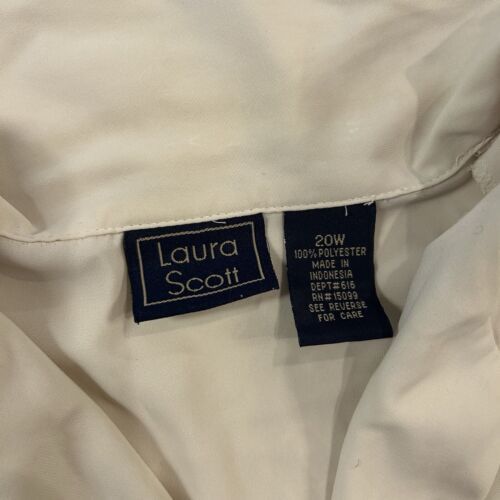 Laura
Scott
20W
100% POLYESTER
MADE IN
INDONESIA
DEPT#616
RN#15099
SEE REVERSE
FOR CARE